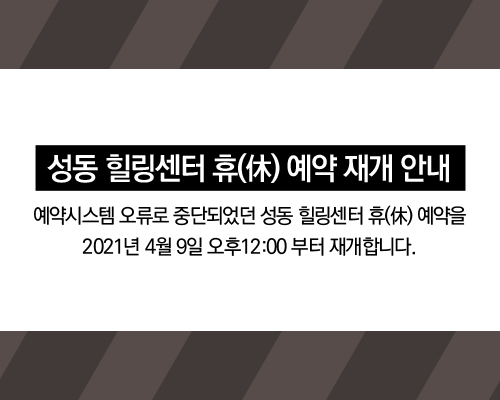 성동 힐링센터 휴(休) 예약 재개 안내
예약시스템 오류로 중단되었던 성동 힐링센터 휴(休) 예약을
2021년 4월 9일 오후12:00 부터 재개합니다.